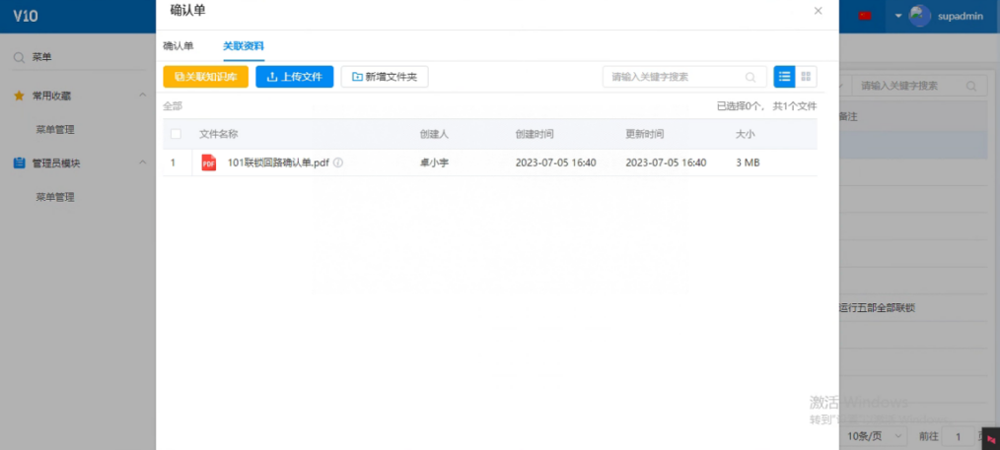 V10
确认单
supadmin
菜单
确认单 关联资料
常用收藏
关联知识库 上传文件 新增文件夹 请输入关键字搜索
请输入关键字搜索
全部 已选择0个， 共1个文件
备注
菜单管理
文件名称 创建人 创建时间 更新时间 大小
管理员模块
1 PDF 101联锁回路确认单.pdf 卓小宇 2023-07-05 16:40 2023-07-05 16:40 3 MB
菜单管理
运行五部全部联锁
激活 Windows
转到"设置"以激活 Windows。
10条/页 前往 1